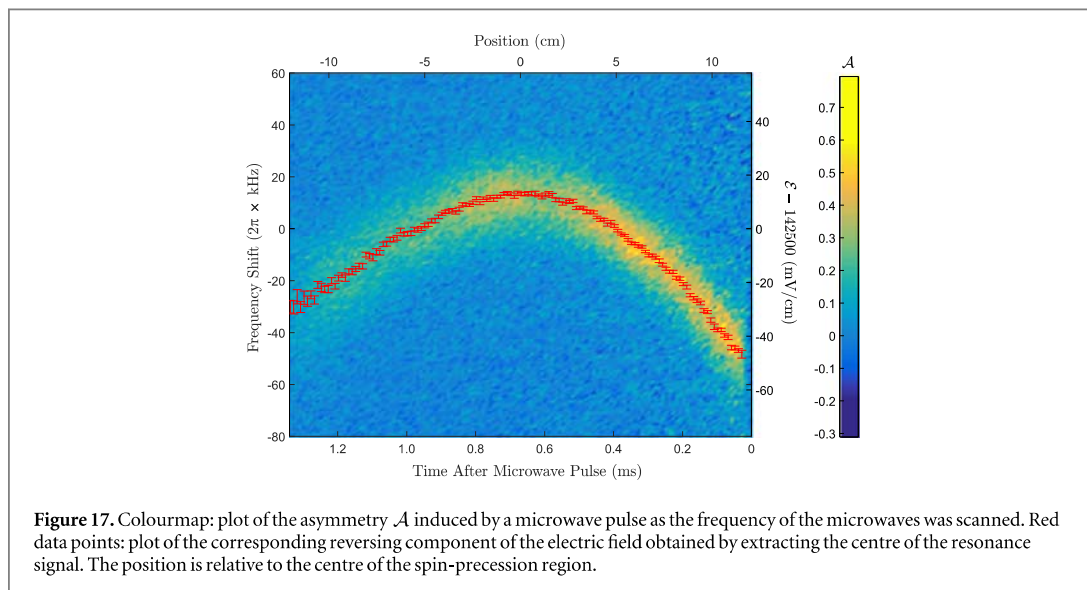 Position (cm)
-10 -5 0 5 10
𝒜
60
40
20
0
-20
-40
-60
-80
Frequency Shift (2π × kHz)
40
20
0
-20
-40
-60
ℰ − 142500 (mV/cm)
0.7
0.6
0.5
0.4
0.3
0.2
0.1
0
-0.1
-0.2
-0.3
1.2 1.0 0.8 0.6 0.4 0.2 0
Time After Microwave Pulse (ms)
Figure 17. Colourmap: plot of the asymmetry 𝒜 induced by a microwave pulse as the frequency of the microwaves was scanned. Red
data points: plot of the corresponding reversing component of the electric field obtained by extracting the centre of the resonance
signal. The position is relative to the centre of the spin-precession region.